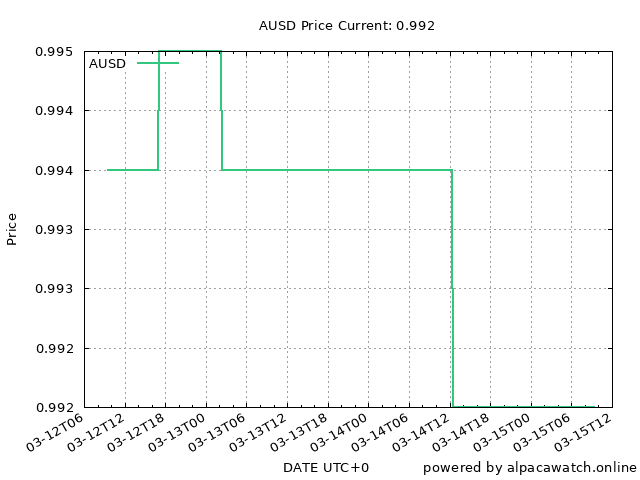 AUSD Price Current: 0.992
0.995
AUSD
0.994
0.994
0.993
0.993
0.992
0.992
Price
03-12T06
03-12T12
03-12T18
03-13T00
03-13T06
03-13T12
03-13T18
03-14T00
03-14T06
03-14T12
03-14T18
03-15T00
03-15T06
03-15T12
DATE UTC+0
powered by alpacawatch.online